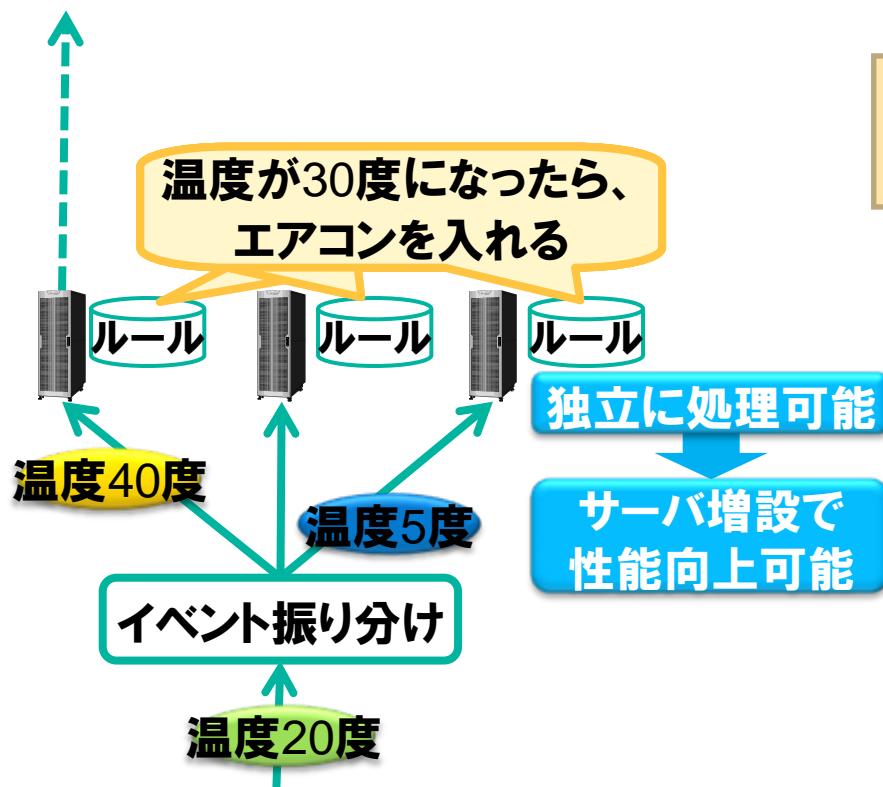 温度が30度になったら、
エアコンを入れる
ルール
ルール
ルール
独立に処理可能
温度40度
温度5度
サーバ増設で
性能向上可能
イベント振り分け
温度20度